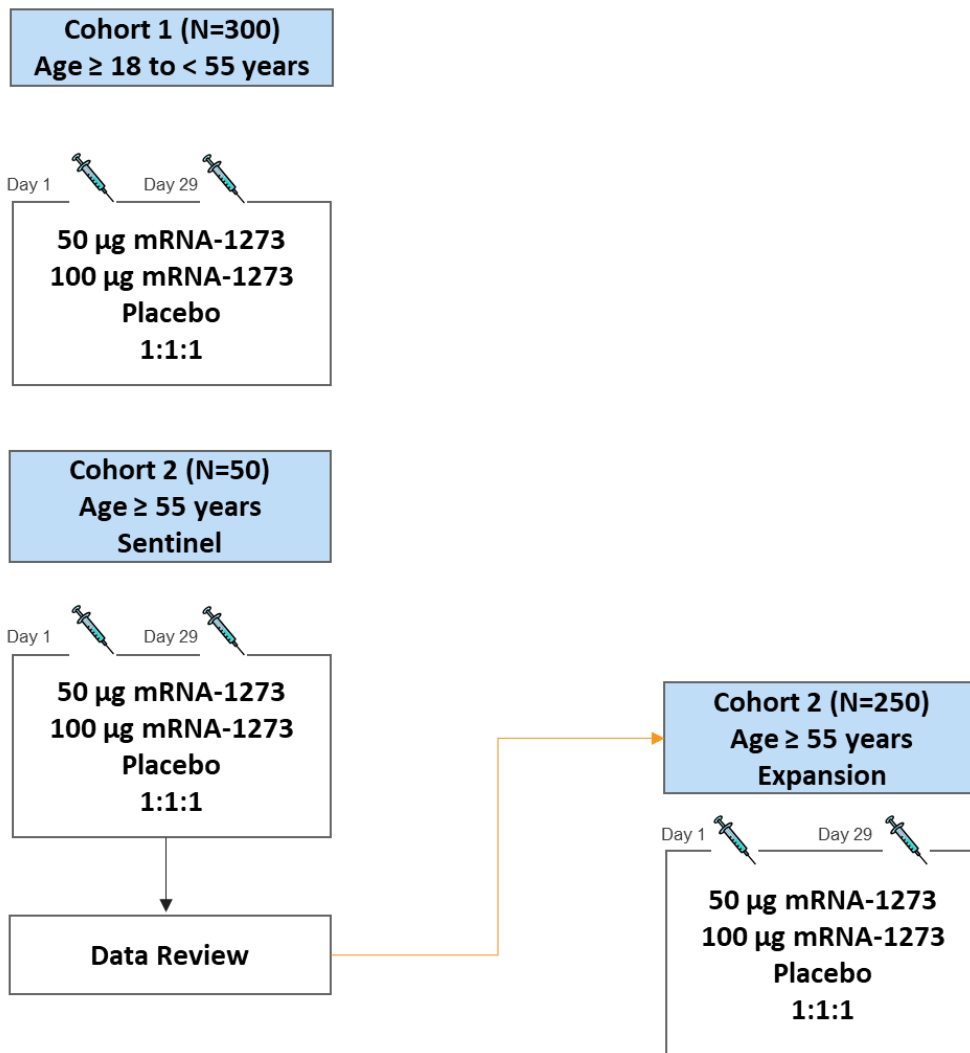 Cohort 1 (N=300)
Age ≥ 18 to < 55 years
Day 1
Day 29
50 µg mRNA-1273
100 µg mRNA-1273
Placebo
1:1:1
Cohort 2 (N=50)
Age ≥ 55 years
Sentinel
Day 1
Day 29
50 µg mRNA-1273
100 µg mRNA-1273
Placebo
1:1:1
Data Review
Cohort 2 (N=250)
Age ≥ 55 years
Expansion
Day 1
Day 29
50 µg mRNA-1273
100 µg mRNA-1273
Placebo
1:1:1